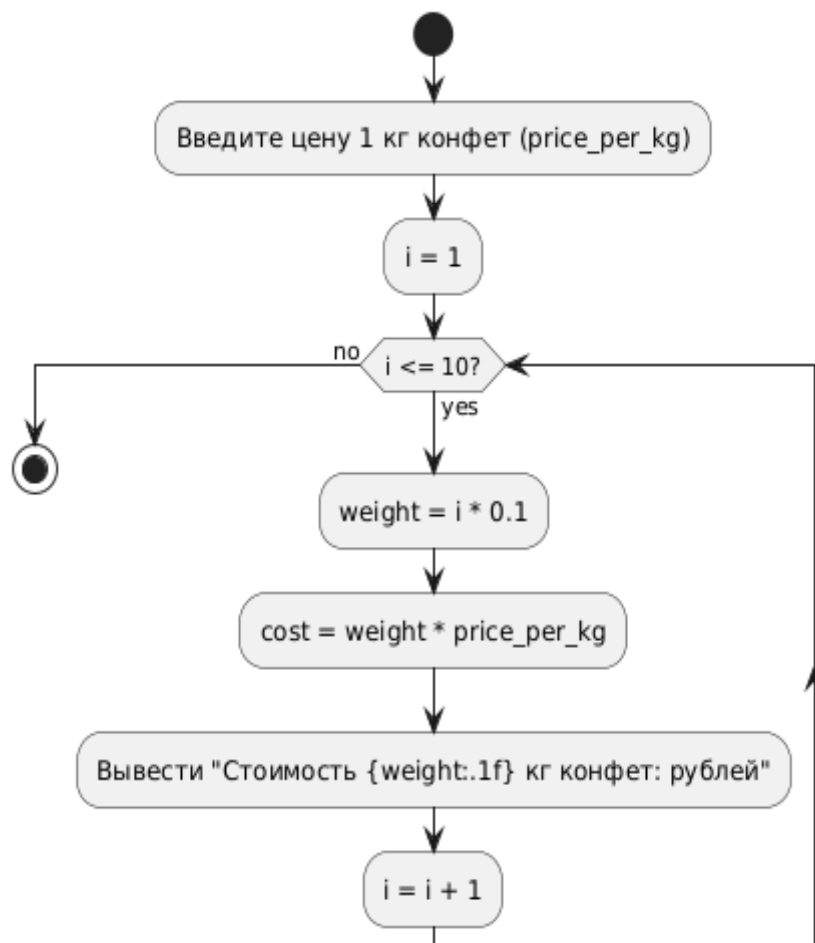 Введите цену 1 кг конфет (price_per_kg)
i = 1
no
i <= 10?
yes
weight = i * 0.1
cost = weight * price_per_kg
Вывести "Стоимость {weight:.1f} кг конфет: рублей"
i = i + 1